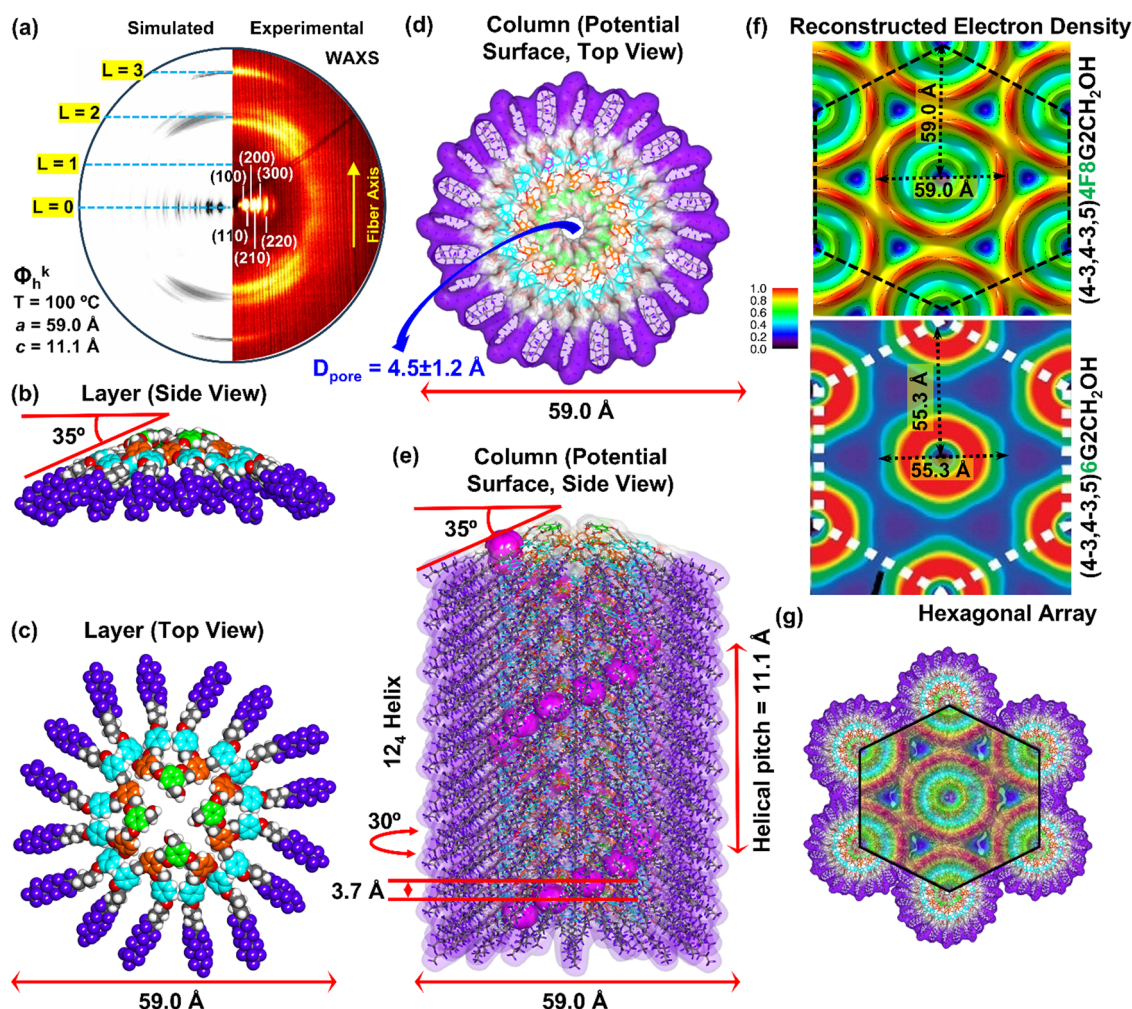 (a)
Simulated
Experimental
WAXS
L = 3
L = 2
L = 1
L = 0
(200)
(100)
(300)
(110)
(220)
(210)
Fiber Axis
Φhk
T = 100 ºC
a = 59.0 Å
c = 11.1 Å
(b)
Layer (Side View)
35º
(c)
Layer (Top View)
59.0 Å
(d)
Column (Potential
Surface, Top View)
Dpore = 4.5±1.2 Å
59.0 Å
(e)
Column (Potential
Surface, Side View)
35º
124 Helix
30º
3.7 Å
Helical pitch = 11.1 Å
59.0 Å
(f)
Reconstructed Electron Density
59.0 Å
59.0 Å
(4-3,4-3,5)4F8G2CH2OH
1.0
0.8
0.6
0.4
0.2
0.0
55.3 Å
55.3 Å
(4-3,4-3,5)6G2CH2OH
(g)
Hexagonal Array